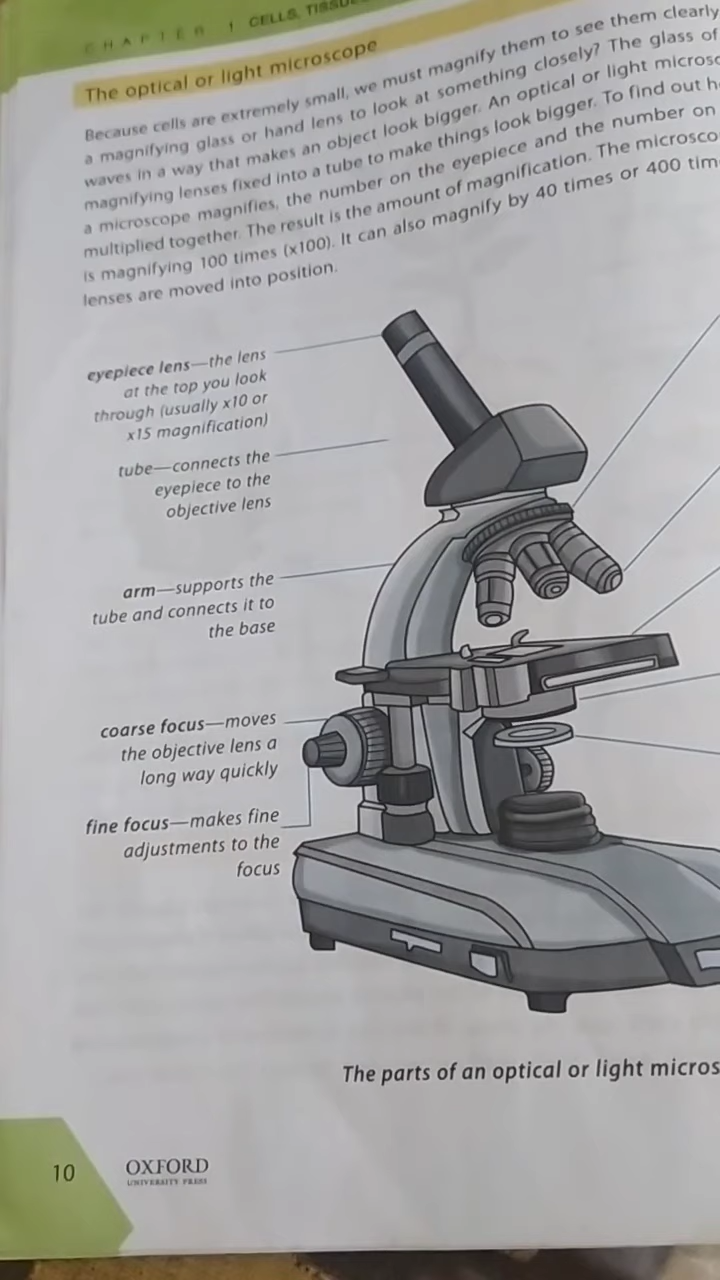 CHAPTER 1 CELLS, TISSUE
The optical or light microscope
Because cells are extremely small, we must magnify them to see them clearly
a magnifying glass or hand lens to look at something closely? The glass of
waves in a way that makes an object look bigger. An optical or light microsc
magnifying lenses fixed into a tube to make things look bigger. To find out h
a microscope magnifies, the number on the eyepiece and the number on
multiplied together. The result is the amount of magnification. The microsco
is magnifying 100 times (x100). It can also magnify by 40 times or 400 tim
lenses are moved into position.
eyepiece lens—the lens
at the top you look
through (usually x10 or
x15 magnification)
tube—connects the
eyepiece to the
objective lens
arm—supports the
tube and connects it to
the base
coarse focus—moves
the objective lens a
long way quickly
fine focus—makes fine
adjustments to the
focus
The parts of an optical or light micros
10
OXFORD
UNIVERSITY PRESS